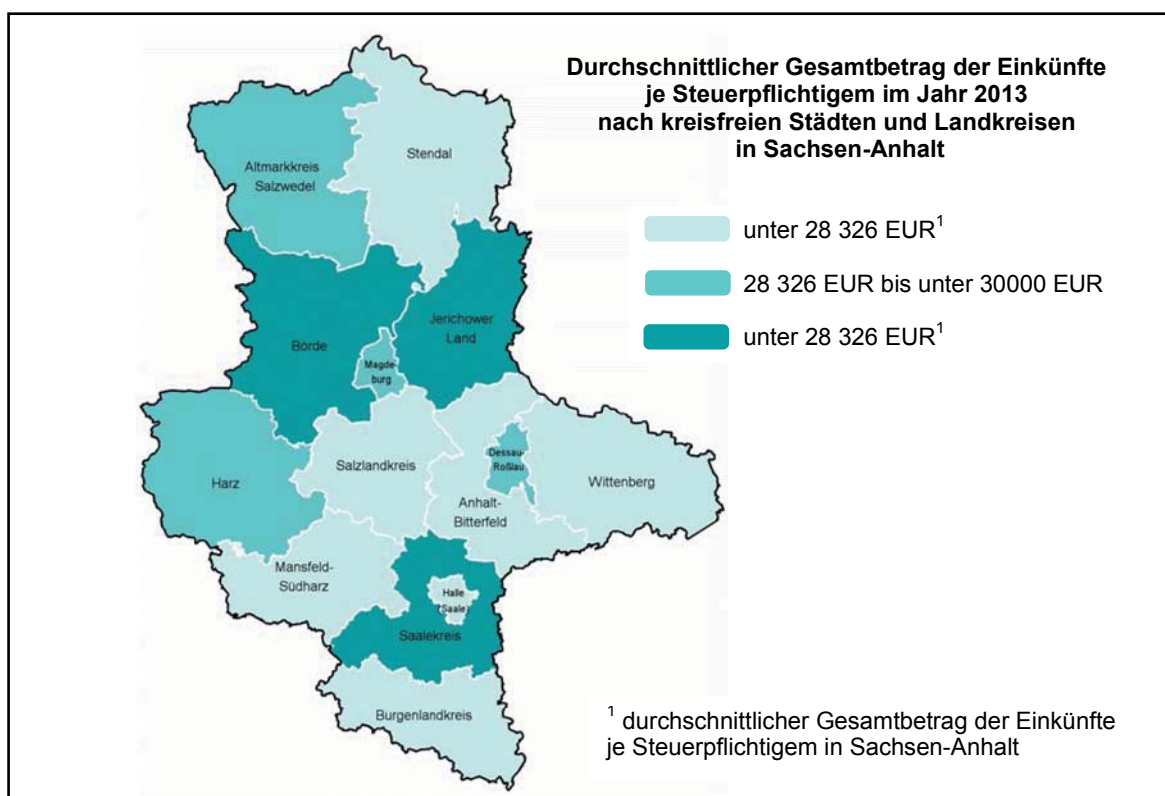 Durchschnittlicher Gesamtbetrag der Einkünfte
je Steuerpflichtigem im Jahr 2013
nach kreisfreien Städten und Landkreisen
in Sachsen-Anhalt
unter 28 326 EUR¹
28 326 EUR bis unter 30000 EUR
unter 28 326 EUR¹
Stendal
Altmarkkreis
Salzwedel
Jerichower
Land
Börde
Magde-
burg
Salzlandkreis
Dessau-
Roßlau
Wittenberg
Harz
Anhalt-
Bitterfeld
Mansfeld-
Südharz
Halle
(Saale)
Saalekreis
Burgenlandkreis
¹ durchschnittlicher Gesamtbetrag der Einkünfte
je Steuerpflichtigem in Sachsen-Anhalt